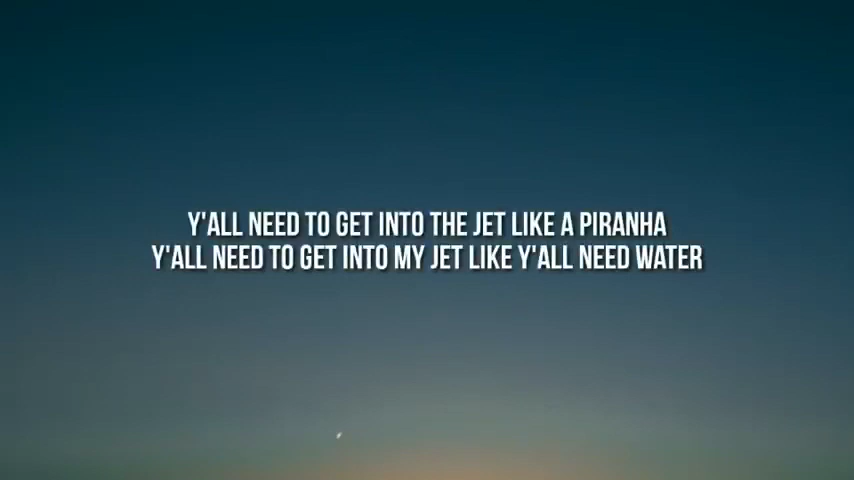 Y'ALL NEED TO GET INTO THE JET LIKE A PIRANHA
Y'ALL NEED TO GET INTO MY JET LIKE Y'ALL NEED WATER